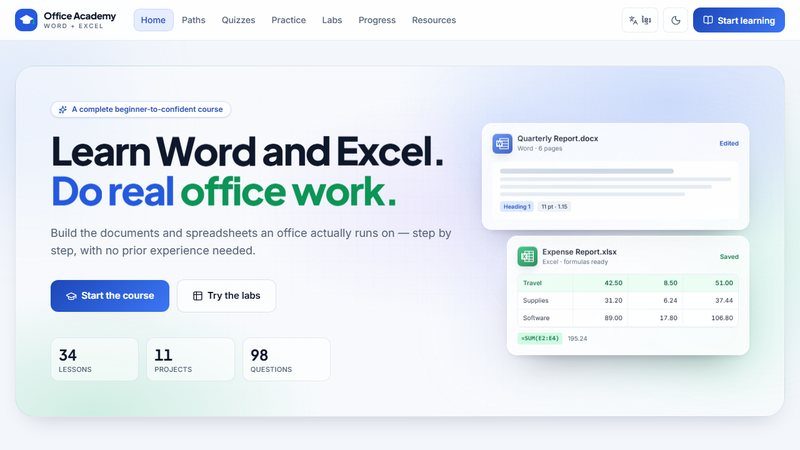 Office Academy
WORD + EXCEL
Home
Paths
Quizzes
Practice
Labs
Progress
Resources
Start learning
A complete beginner-to-confident course
Learn Word and Excel.
Do real office work.
Build the documents and spreadsheets an office actually runs on — step by
step, with no prior experience needed.
Start the course
Try the labs
34
LESSONS
11
PROJECTS
98
QUESTIONS
Quarterly Report.docx
Word · 6 pages
Edited
Heading 1
11 pt · 1.15
Expense Report.xlsx
Excel · formulas ready
Saved
Travel 42.50 8.50 51.00
Supplies 31.20 6.24 37.44
Software 89.00 17.80 106.80
=SUM(E2:E4) 195.24